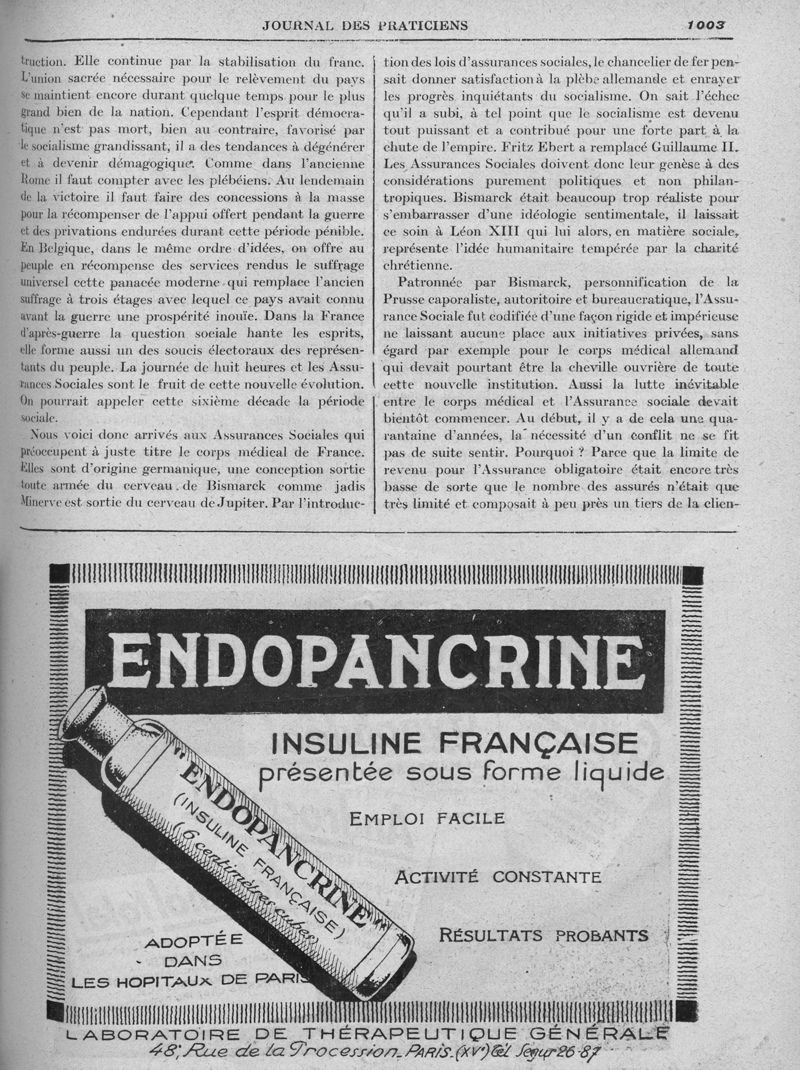 JOURNAL DES PRATICIENS 1003
truction. Elle continue par la stabilisation du franc.
L'union sacrée nécessaire pour le relèvement du pays
se maintient encore durant quelque temps pour le plus
grand bien de la nation. Cependant l'esprit démocra-
tique n'est pas mort, bien au contraire, favorisé par
le socialisme grandissant, il a des tendances à dégénérer
et à devenir démagogique. Comme dans l'ancienne
Rome il faut compter avec les plébéiens. Au lendemain
de la victoire il faut faire des concessions à la masse
pour la récompenser de l'appui offert pendant la guerre
et des privations endurées durant cette période pénible.
En Belgique, dans le même ordre d'idées, on offre au
peuple en récompense des services rendus le suffrage
universel cette panacée moderne qui remplace l'ancien
suffrage à trois étages avec lequel ce pays avait connu
avant la guerre une prospérité inouïe. Dans la France
d'après-guerre la question sociale hante les esprits,
elle forme aussi un des soucis électoraux des représen-
tants du peuple. La journée de huit heures et les Assu-
rances Sociales sont le fruit de cette nouvelle évolution.
On pourrait appeler cette sixième décade la période
sociale.
Nous voici donc arrivés aux Assurances Sociales qui
préoccupent à juste titre le corps médical de France.
Elles sont d'origine germanique, une conception sortie
toute armée du cerveau de Bismarck comme jadis
Minerve est sortie du cerveau de Jupiter. Par l'introduc-
tion des lois d'assurances sociales, le chancelier de fer pen-
sait donner satisfaction à la plèbe allemande et enrayer
les progrès inquiétants du socialisme. On sait l'échec
qu'il a subi, à tel point que le socialisme est devenu
tout puissant et a contribué pour une forte part à la
chute de l'empire. Fritz Ebert a remplacé Guillaume II.
Les Assurances Sociales doivent donc leur genèse à des
considérations purement politiques et non philan-
tropiques. Bismarck était beaucoup trop réaliste pour
s'embarrasser d'une idéologie sentimentale, il laissait
ce soin à Léon XIII qui lui alors, en matière sociale,
représente l'idée humanitaire tempérée par la charité
chrétienne.
Patronnée par Bismarck, personnification de la
Prusse caporaliste, autoritoire et bureaucratique, l'Assu-
rance Sociale fut codifiée d'une façon rigide et impérieuse
ne laissant aucune place aux initiatives privées, sans
égard par exemple pour le corps médical allemand
qui devait pourtant être la cheville ouvrière de toute
cette nouvelle institution. Aussi la lutte inévitable
entre le corps médical et l'Assurance sociale devait
bientôt commencer. Au début, il y a de cela une qua-
rantaine d'années, la nécessité d'un conflit ne se fit
pas de suite sentir. Pourquoi ? Parce que la limite de
revenu pour l'Assurance obligatoire était encore très
basse de sorte que le nombre des assurés n'était que
très limité et composait à peu près un tiers de la clien-
ENDOPANCRINE
INSULINE FRANÇAISE
présentée sous forme liquide
EMPLOI FACILE
ACTIVITÉ CONSTANTE
RÉSULTATS PROBANTS
"ENDOPANCRINE"
(INSULINE FRANÇAISE)
(6 centimètres cubes)
ADOPTÉE
DANS
LES HOPITAUX DE PARIS
LABORATOIRE DE THÉRAPEUTIQUE GÉNÉRALE
48, Rue de la Procession_PARIS.(XVe) Tél Ségur 26-87